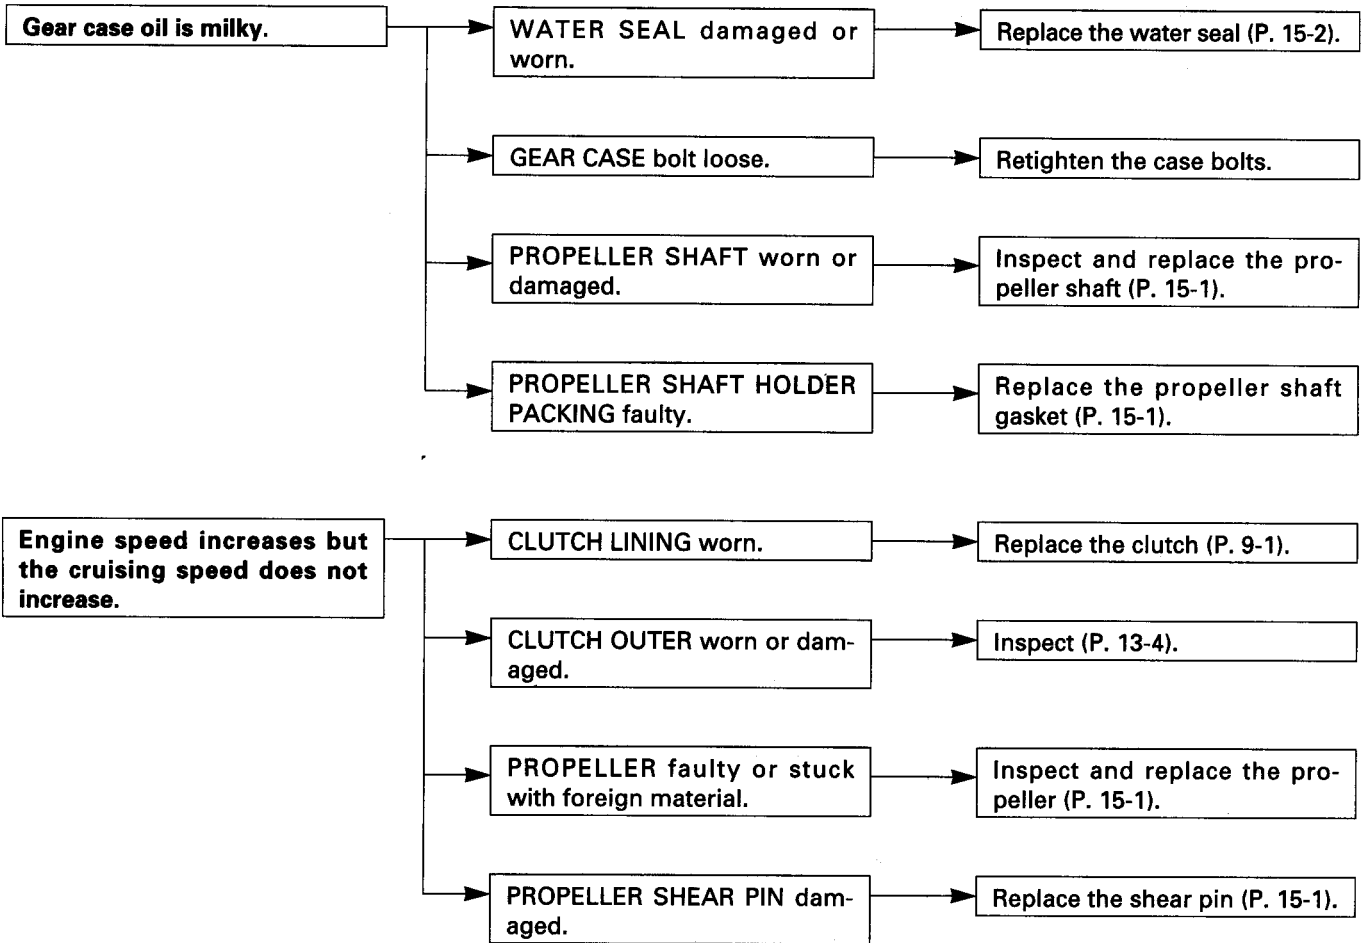 Gear case oil is milky.
WATER SEAL damaged or
worn.
Replace the water seal (P. 15-2).
GEAR CASE bolt loose.
Retighten the case bolts.
PROPELLER SHAFT worn or
damaged.
Inspect and replace the pro-
peller shaft (P. 15-1).
PROPELLER SHAFT HOLDER
PACKING faulty.
Replace the propeller shaft
gasket (P. 15-1).
Engine speed increases but
the cruising speed does not
increase.
CLUTCH LINING worn.
Replace the clutch (P. 9-1).
CLUTCH OUTER worn or dam-
aged.
Inspect (P. 13-4).
PROPELLER faulty or stuck
with foreign material.
Inspect and replace the pro-
peller (P. 15-1).
PROPELLER SHEAR PIN dam-
aged.
Replace the shear pin (P. 15-1).